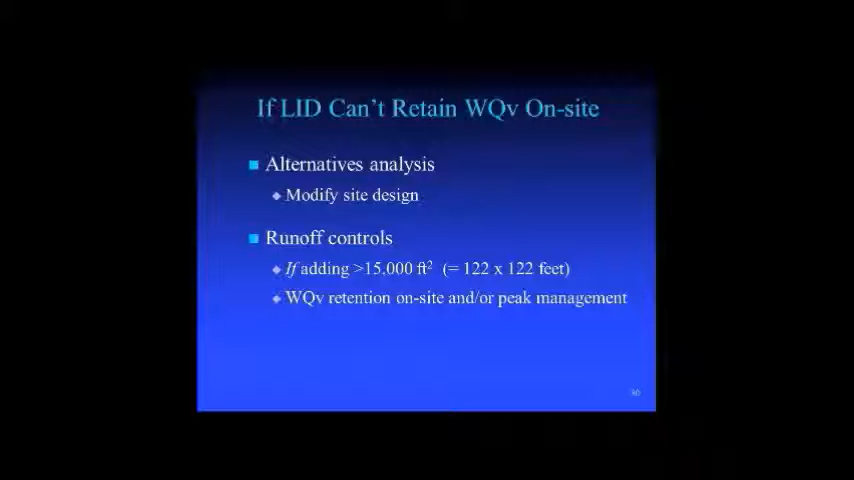 If LID Can't Retain WQv On-site
Alternatives analysis
Modify site design
Runoff controls
If adding >15,000 ft² (= 122 x 122 feet)
WQv retention on-site and/or peak management